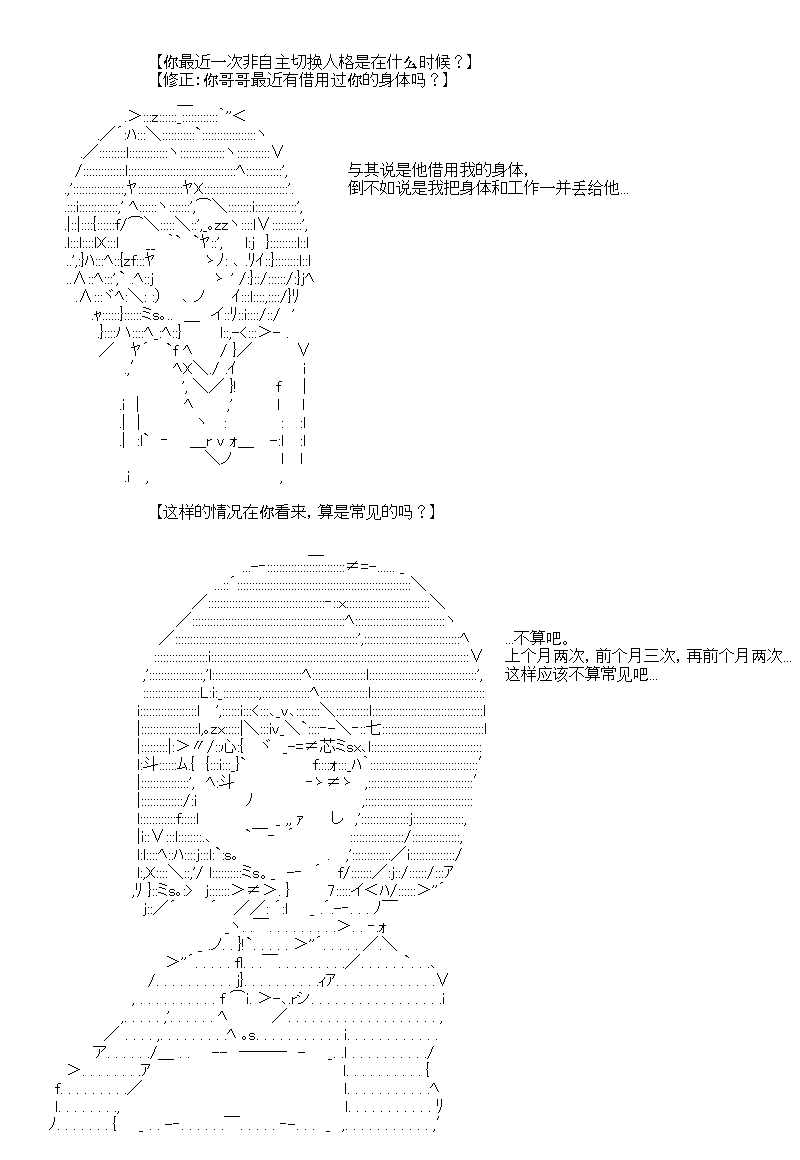 【你最近一次非自主切换人格是在什么时候？】
【修正：你哥哥最近有借用过你的身体吗？】
与其说是他借用我的身体，
倒不如说是我把身体和工作一并丢给他...
【这样的情况在你看来，算是常见的吗？】
...不算吧。
上个月两次，前个月三次，再前个月两次...
这样应该不算常见吧...